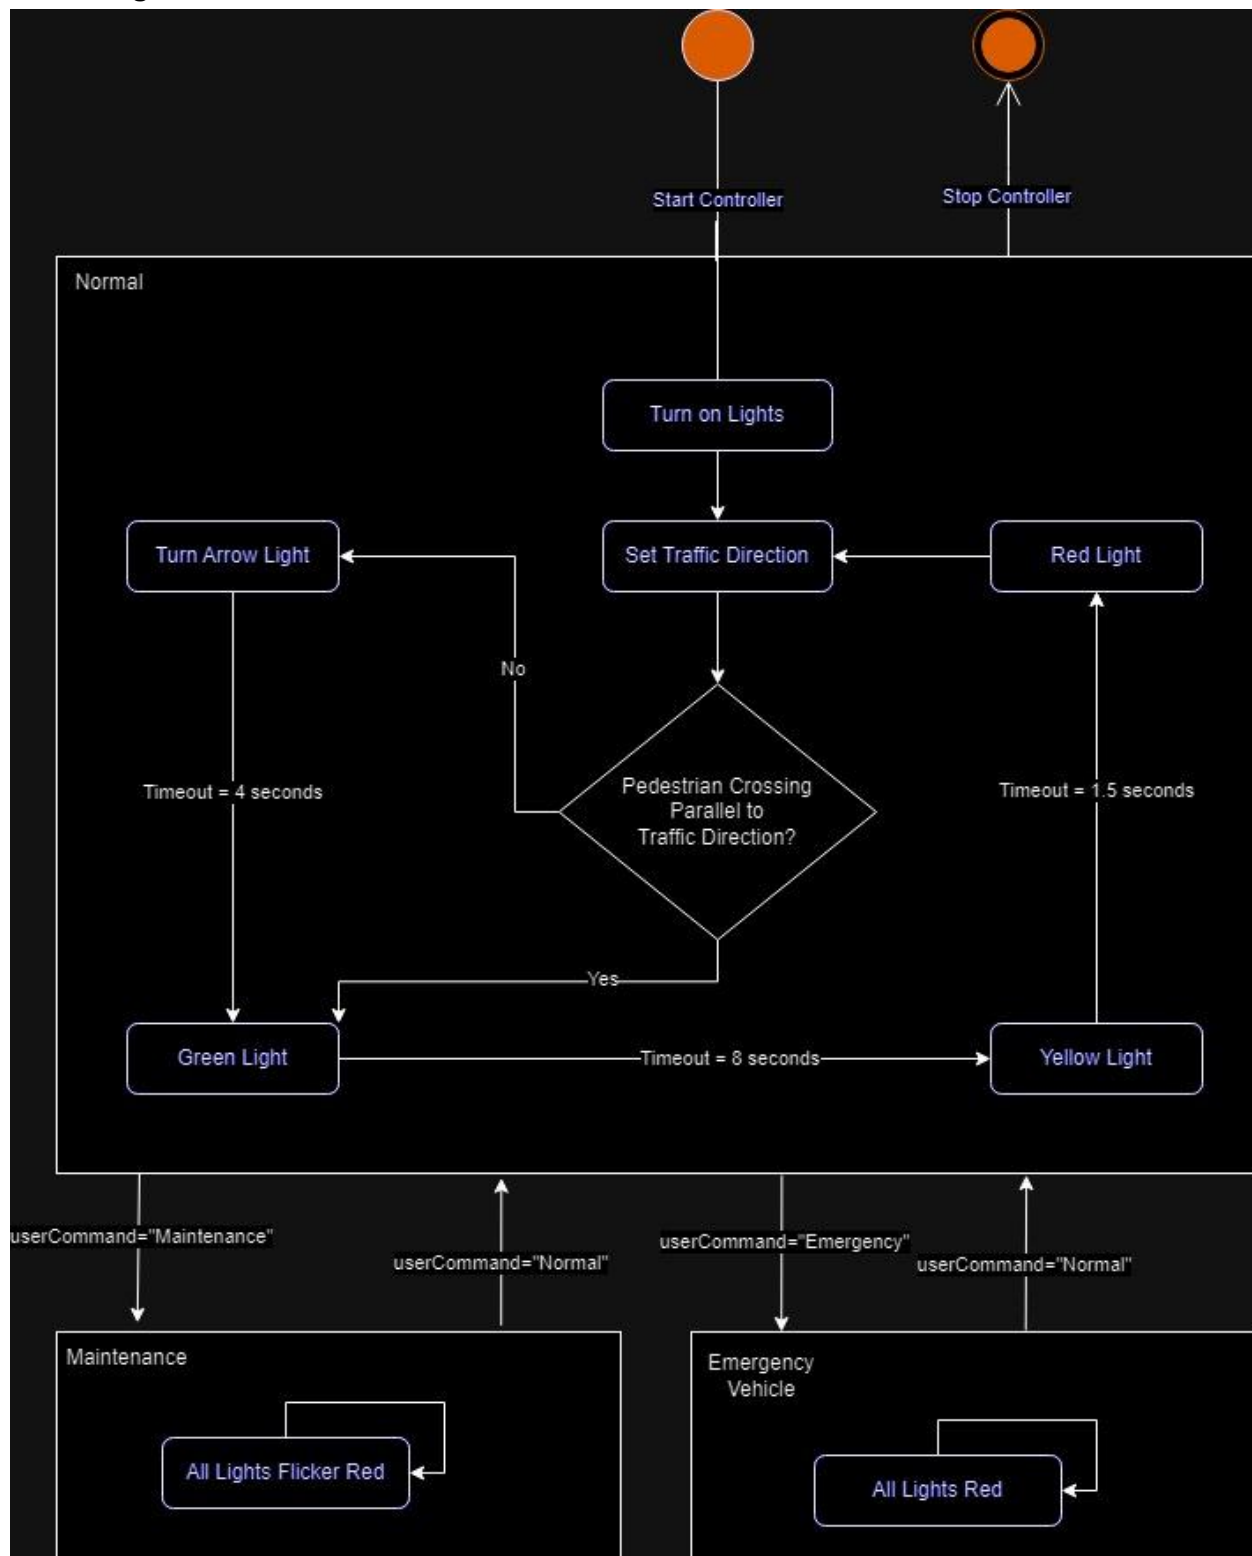 Start Controller
Stop Controller
Normal
Turn on Lights
Turn Arrow Light
Set Traffic Direction
Red Light
No
Timeout = 4 seconds
Pedestrian Crossing
Parallel to
Traffic Direction?
Timeout = 1.5 seconds
Yes
Green Light
Timeout = 8 seconds
Yellow Light
userCommand="Maintenance"
userCommand="Normal"
userCommand="Emergency"
userCommand="Normal"
Maintenance
Emergency
Vehicle
All Lights Flicker Red
All Lights Red